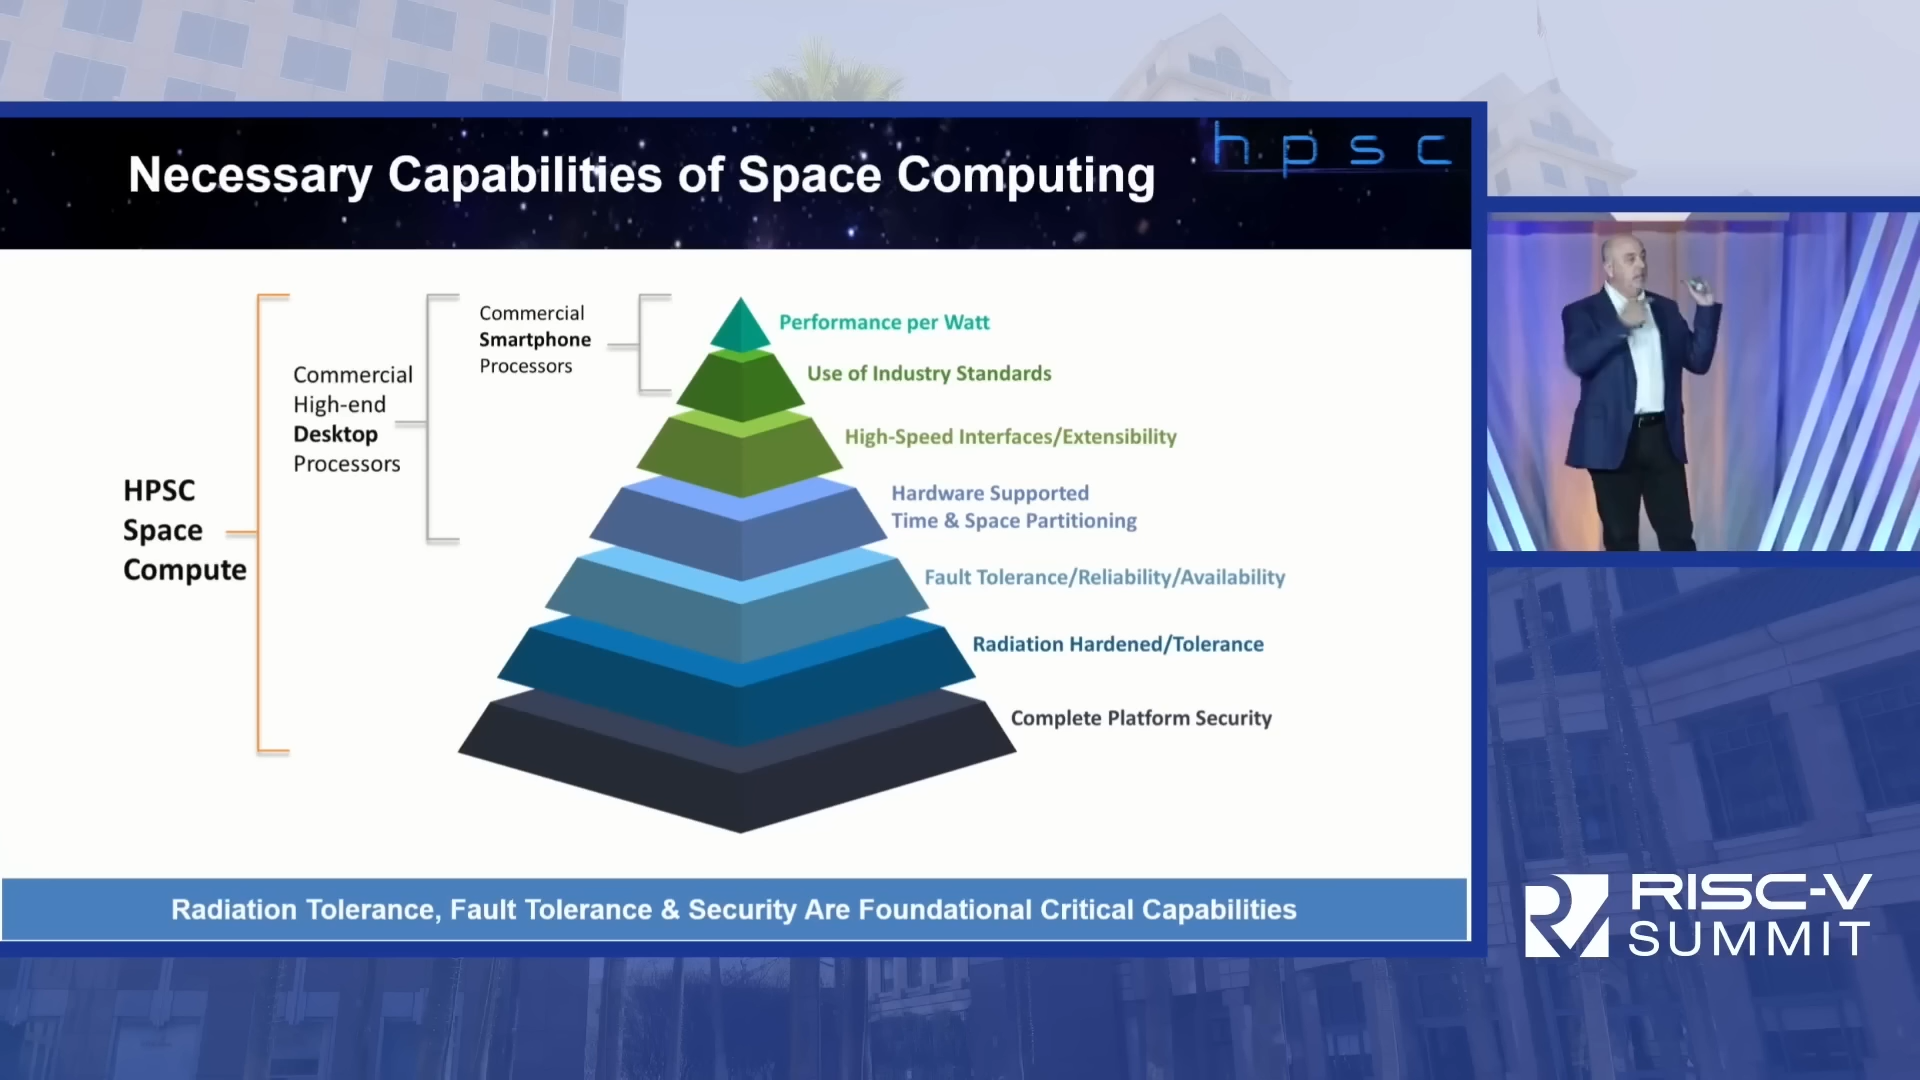 Necessary Capabilities of Space Computing
hpsc
HPSC
Space
Compute
Commercial
High-end
Desktop
Processors
Commercial
Smartphone
Processors
Performance per Watt
Use of Industry Standards
High-Speed Interfaces/Extensibility
Hardware Supported
Time & Space Partitioning
Fault Tolerance/Reliability/Availability
Radiation Hardened/Tolerance
Complete Platform Security
Radiation Tolerance, Fault Tolerance & Security Are Foundational Critical Capabilities
RISC-V
SUMMIT